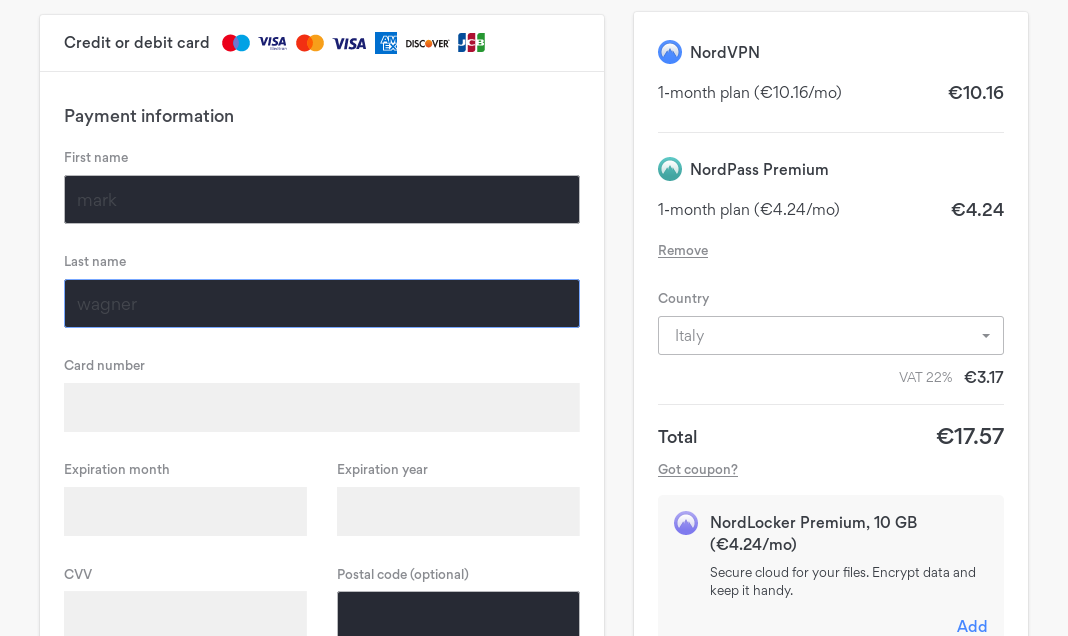 Credit or debit card
VISA
Electron
VISA
AM
EX
DISCOVER
JCB
Payment information
First name
mark
Last name
wagner
Card number
Expiration month
Expiration year
CVV
Postal code (optional)
NordVPN
1-month plan (€10.16/mo)
€10.16
NordPass Premium
1-month plan (€4.24/mo)
€4.24
Remove
Country
Italy
VAT 22% €3.17
Total
€17.57
Got coupon?
NordLocker Premium, 10 GB
(€4.24/mo)
Secure cloud for your files. Encrypt data and
keep it handy.
Add